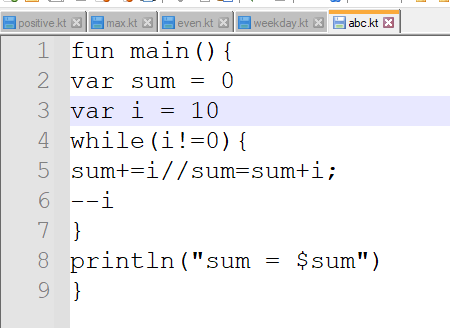 positive.kt max.kt even.kt weekday.kt abc.kt
1 fun main(){
2 var sum = 0
3 var i = 10
4 while(i!=0){
5 sum+=i//sum=sum+i;
6 --i
7 }
8 println("sum = $sum")
9 }